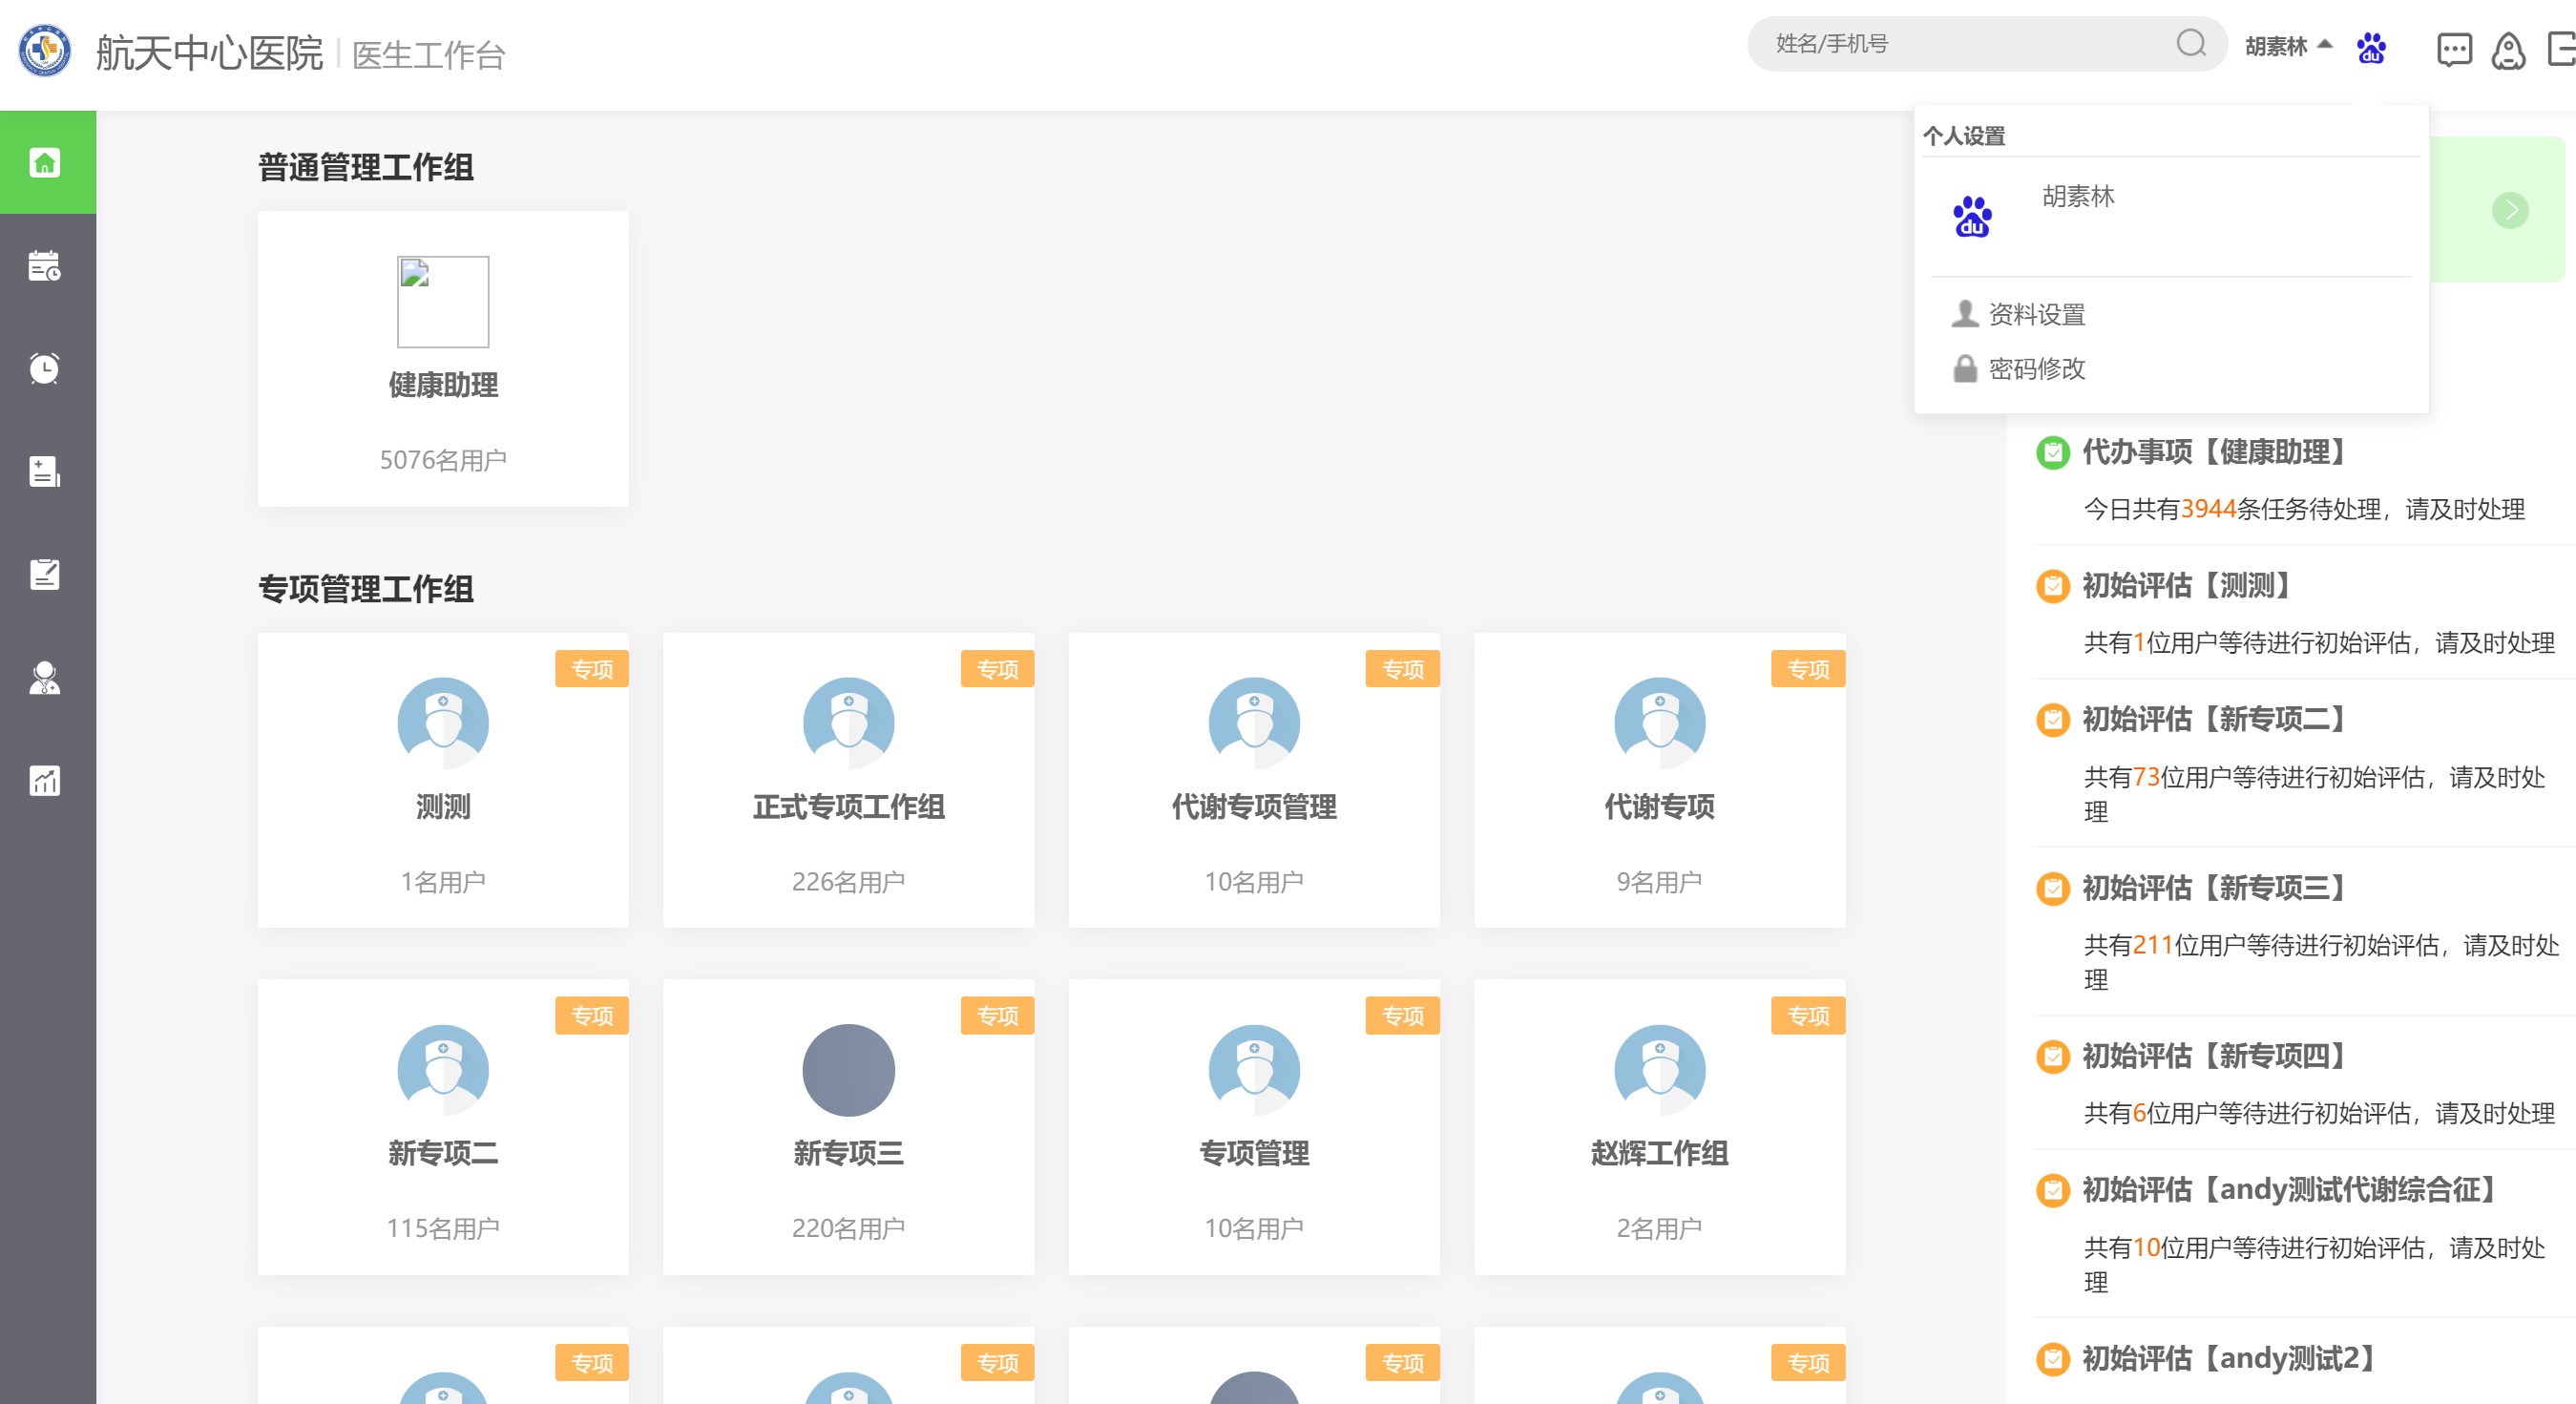 航天中心医院 | 医生工作台
姓名/手机号
胡素林
du
个人设置
du
胡素林
资料设置
密码修改
普通管理工作组
健康助理
5076名用户
专项管理工作组
专项
测测
1名用户
专项
正式专项工作组
226名用户
专项
代谢专项管理
10名用户
专项
代谢专项
9名用户
专项
新专项二
115名用户
专项
新专项三
220名用户
专项
专项管理
10名用户
专项
赵辉工作组
2名用户
专项
专项
专项
专项
代办事项【健康助理】
今日共有3944条任务待处理，请及时处理
初始评估【测测】
共有1位用户等待进行初始评估，请及时处理
初始评估【新专项二】
共有73位用户等待进行初始评估，请及时处
理
初始评估【新专项三】
共有211位用户等待进行初始评估，请及时处
理
初始评估【新专项四】
共有6位用户等待进行初始评估，请及时处理
初始评估【andy测试代谢综合征】
共有10位用户等待进行初始评估，请及时处
理
初始评估【andy测试2】